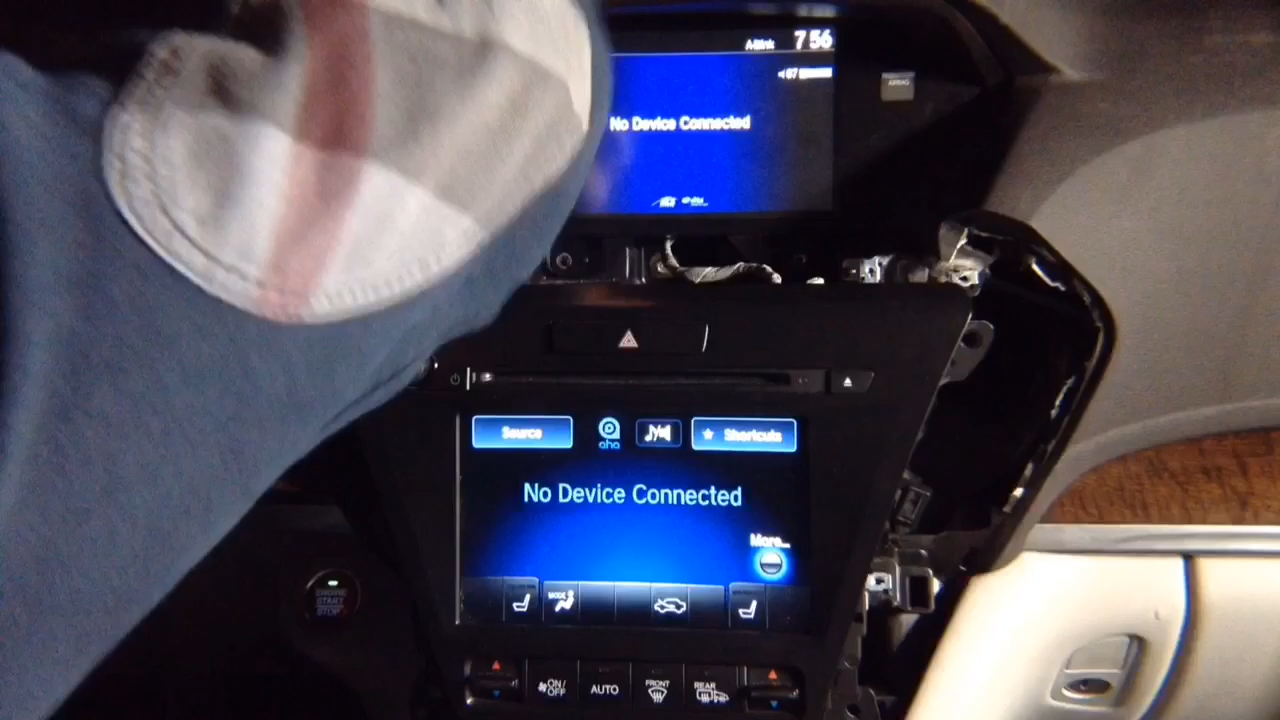 7 56
No Device Connected
AIRBAG
Source
aha
Shortcuts
No Device Connected
More...
MODE
ENGINE
START
STOP
ON/
OFF
AUTO
FRONT
REAR